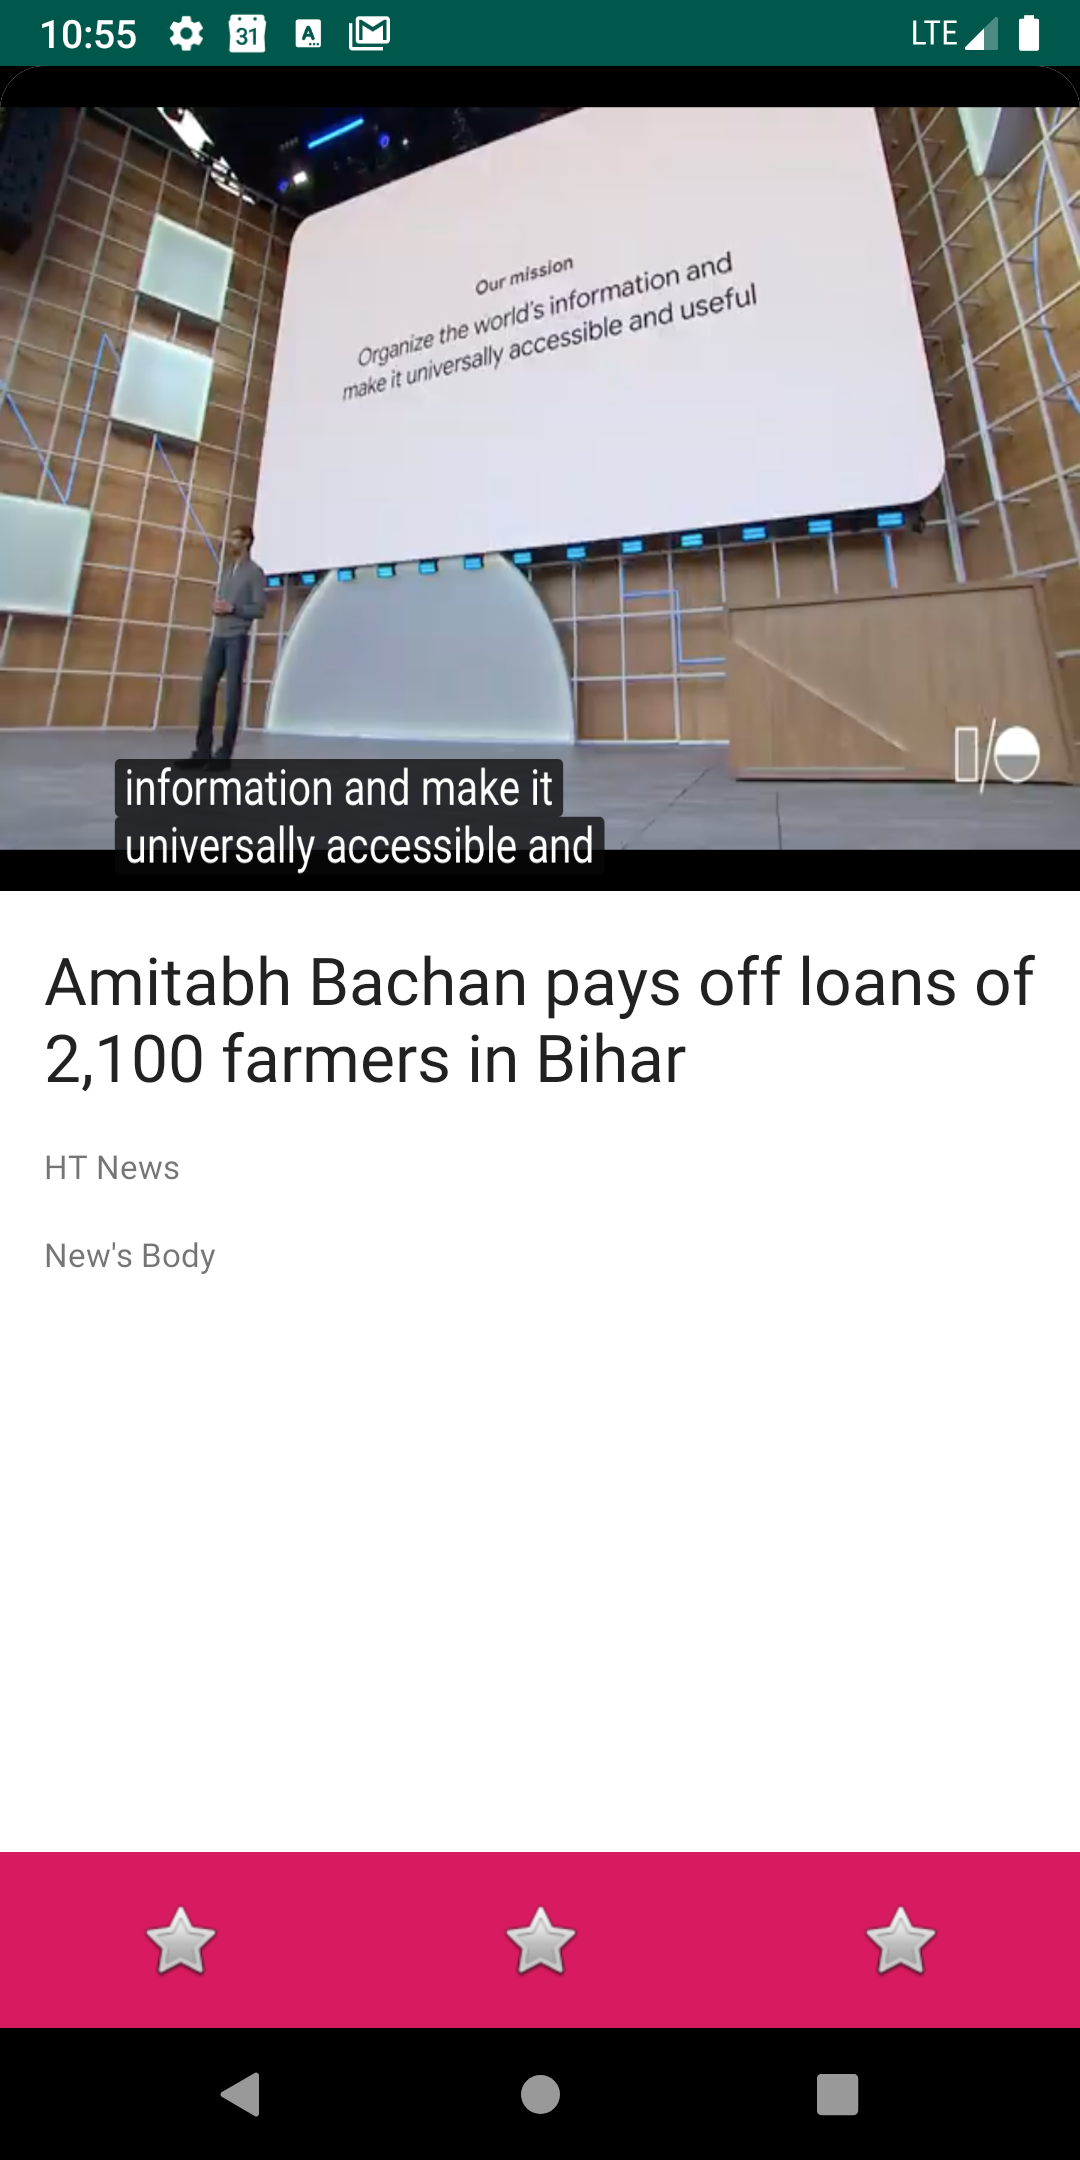 10:55
31
A
LTE
Our mission
Organize the world's information and
make it universally accessible and useful
I/O
information and make it
universally accessible and
Amitabh Bachan pays off loans of
2,100 farmers in Bihar
HT News
New's Body